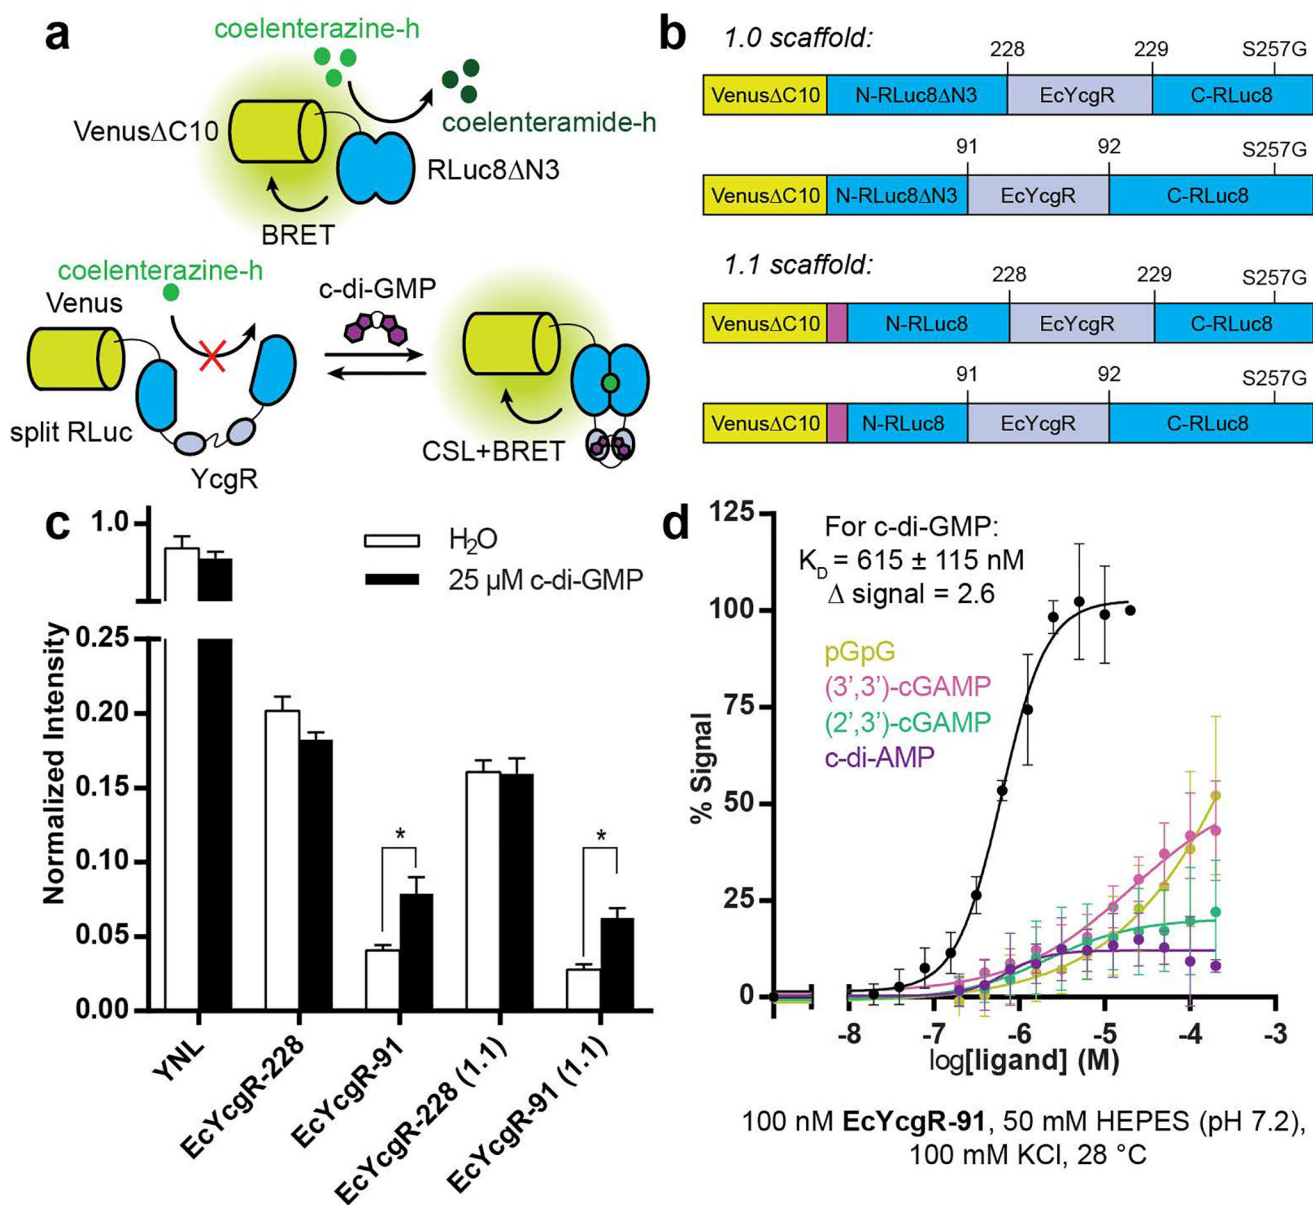 a
coelenterazine-h
VenusΔC10
coelenteramide-h
RLuc8ΔN3
BRET
coelenterazine-h
Venus
c-di-GMP
split RLuc
YcgR
CSL+BRET
b
1.0 scaffold:
228 229 S257G
VenusΔC10 N-RLuc8ΔN3 EcYcgR C-RLuc8
91 92 S257G
VenusΔC10 N-RLuc8ΔN3 EcYcgR C-RLuc8
1.1 scaffold:
228 229 S257G
VenusΔC10 N-RLuc8 EcYcgR C-RLuc8
91 92 S257G
VenusΔC10 N-RLuc8 EcYcgR C-RLuc8
c
H₂O
25 µM c-di-GMP
Normalized Intensity
1.0
0.25
0.20
0.15
0.10
0.05
0.00
*
*
YNL
EcYcgR-228
EcYcgR-91
EcYcgR-228 (1.1)
EcYcgR-91 (1.1)
d
For c-di-GMP:
K_D = 615 ± 115 nM
Δ signal = 2.6
pGpG
(3’,3’)-cGAMP
(2’,3’)-cGAMP
c-di-AMP
% Signal
125
100
75
50
25
0
-8 -7 -6 -5 -4 -3
log[ligand] (M)
100 nM EcYcgR-91, 50 mM HEPES (pH 7.2),
100 mM KCl, 28 °C